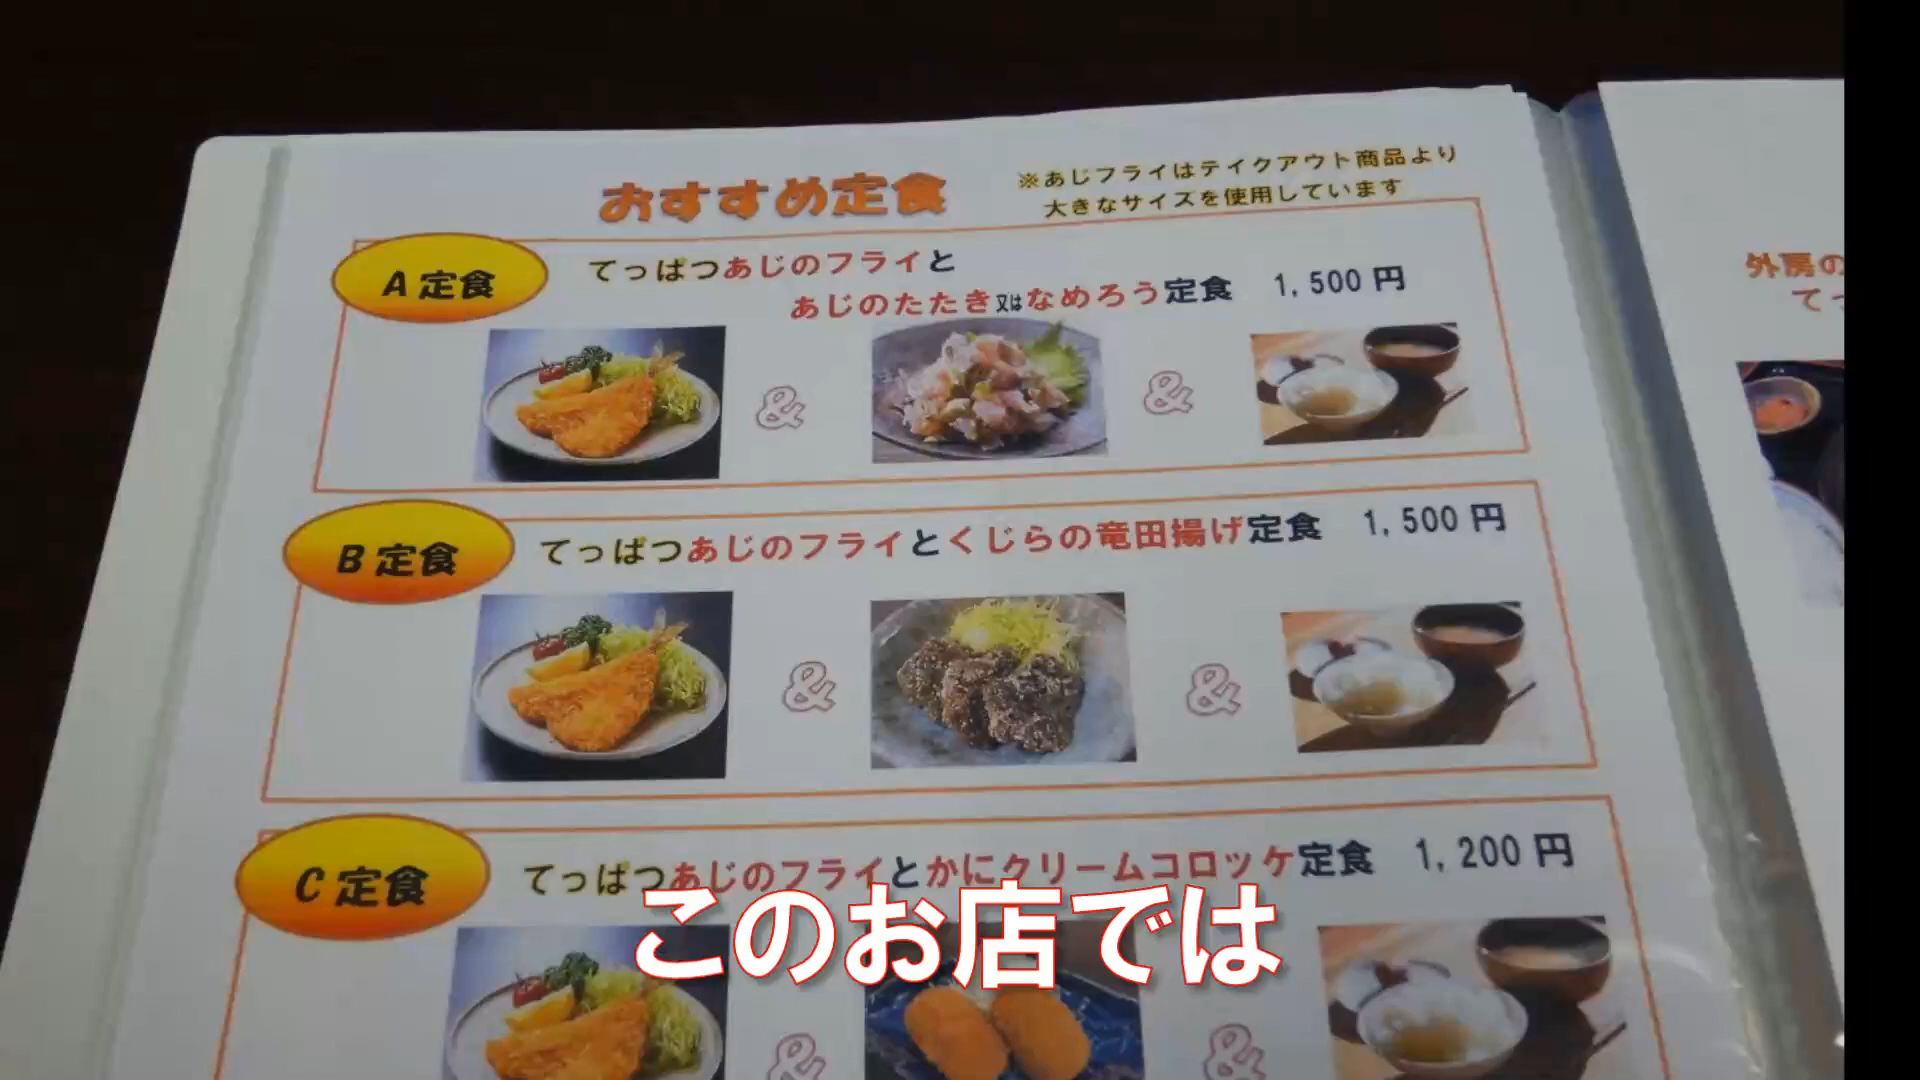 おすすめ定食
※あじフライはテイクアウト商品より
大きなサイズを使用しています
A定食
てっぱつあじのフライと
あじのたたき又はなめろう定食 1,500円
&
&
B定食
てっぱつあじのフライとくじらの竜田揚げ定食 1,500円
&
&
C定食
てっぱつあじのフライとかにクリームコロッケ定食 1,200円
&
&
外房の
てっ
このお店では